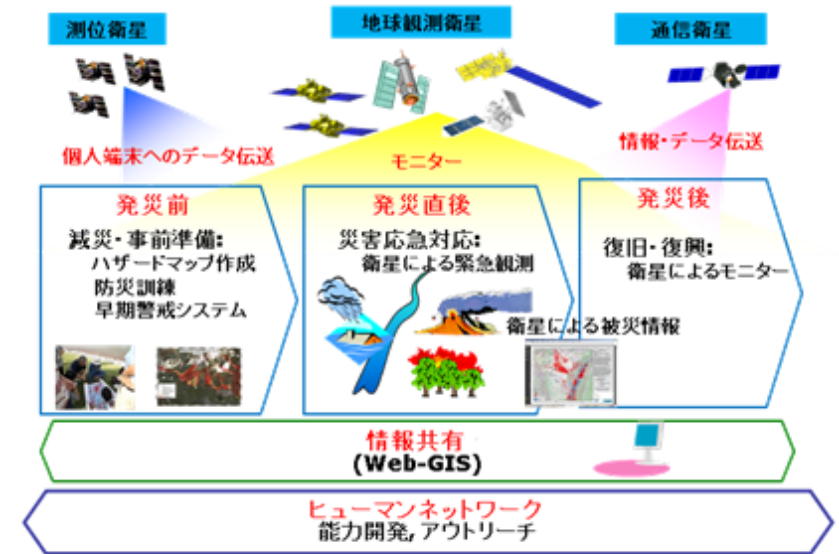 測位衛星
地球観測衛星
通信衛星
個人端末へのデータ伝送
モニター
情報・データ伝送
発災前
減災・事前準備:
ハザードマップ作成
防災訓練
早期警戒システム
発災直後
災害応急対応:
衛星による緊急観測
衛星による被災情報
発災後
復旧・復興:
衛星によるモニター
情報共有
(Web-GIS)
ヒューマンネットワーク
能力開発, アウトリーチ